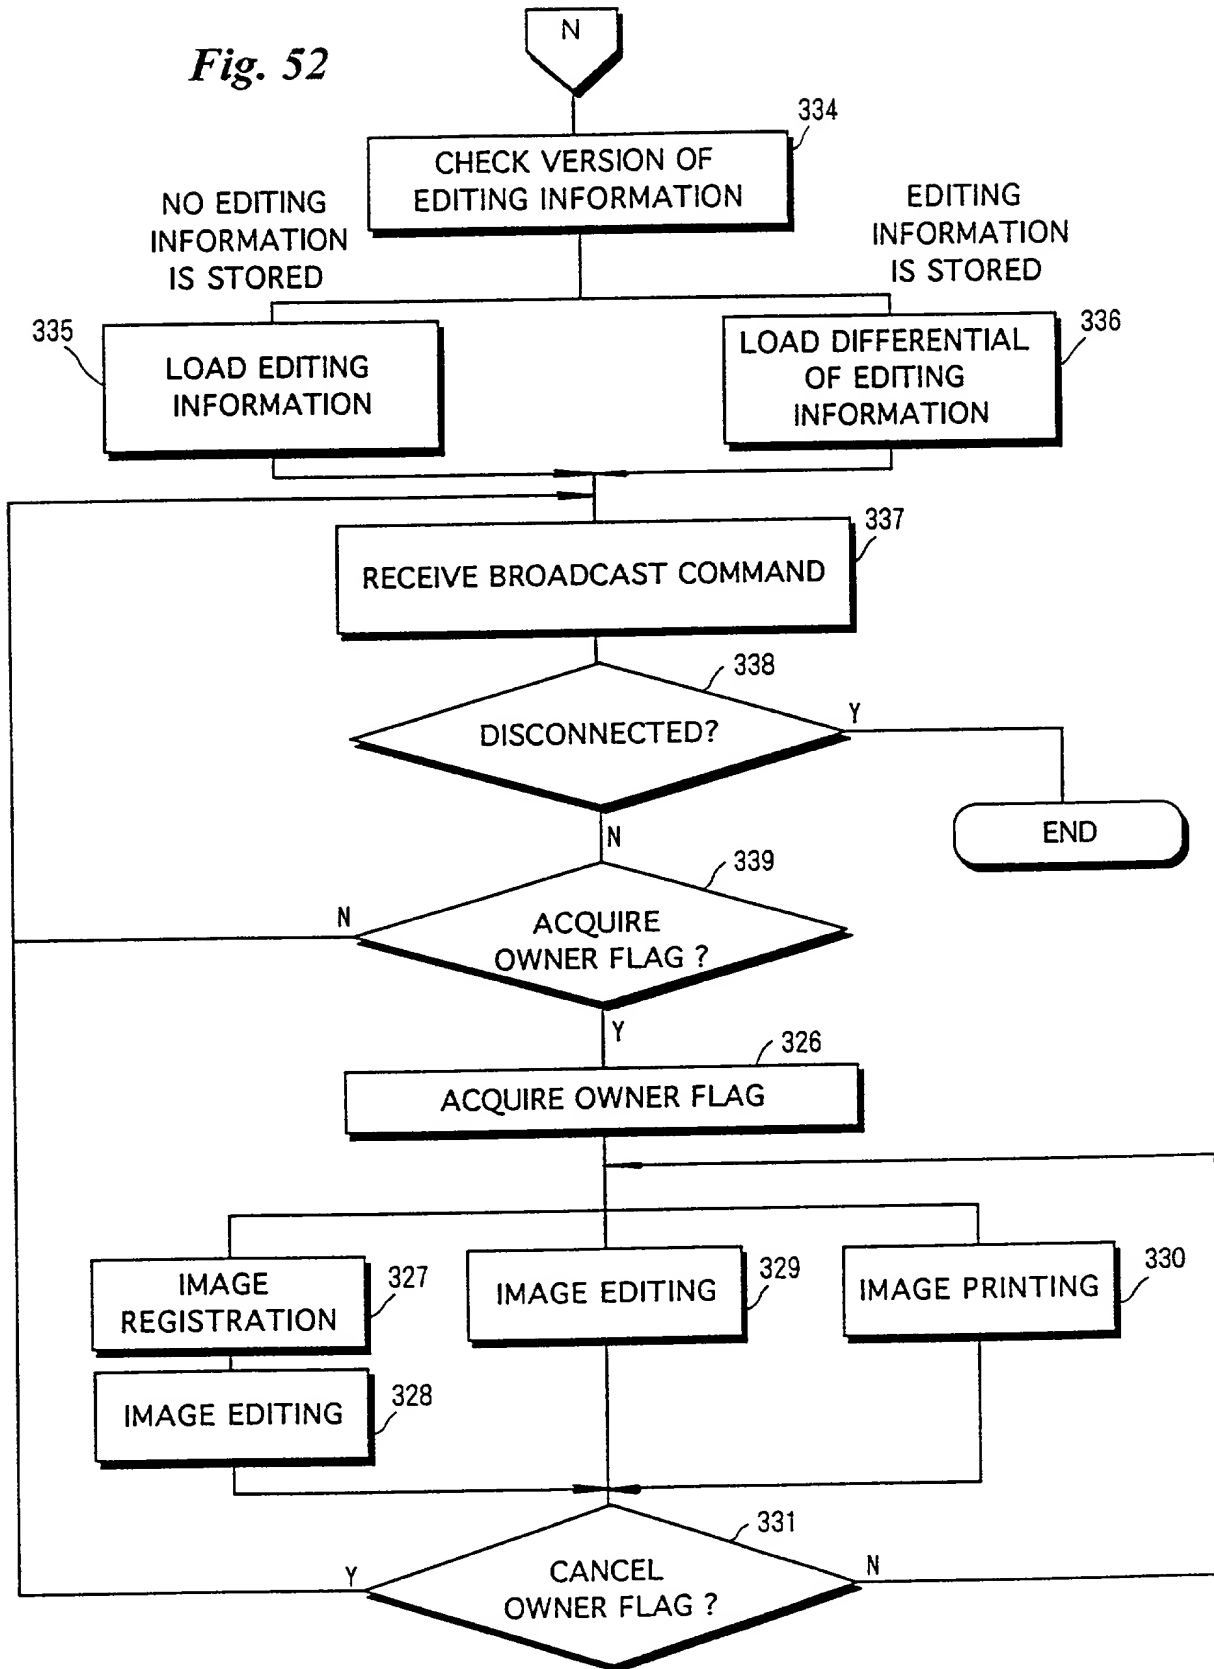 Fig. 52
N
334
CHECK VERSION OF
EDITING INFORMATION
NO EDITING
INFORMATION
IS STORED
EDITING
INFORMATION
IS STORED
335
LOAD EDITING
INFORMATION
336
LOAD DIFFERENTIAL
OF EDITING
INFORMATION
337
RECEIVE BROADCAST COMMAND
338
DISCONNECTED?
Y
END
N
339
N
ACQUIRE
OWNER FLAG ?
Y
326
ACQUIRE OWNER FLAG
IMAGE
REGISTRATION
327
IMAGE EDITING
328
IMAGE EDITING
329
IMAGE PRINTING
330
331
Y
CANCEL
OWNER FLAG ?
N